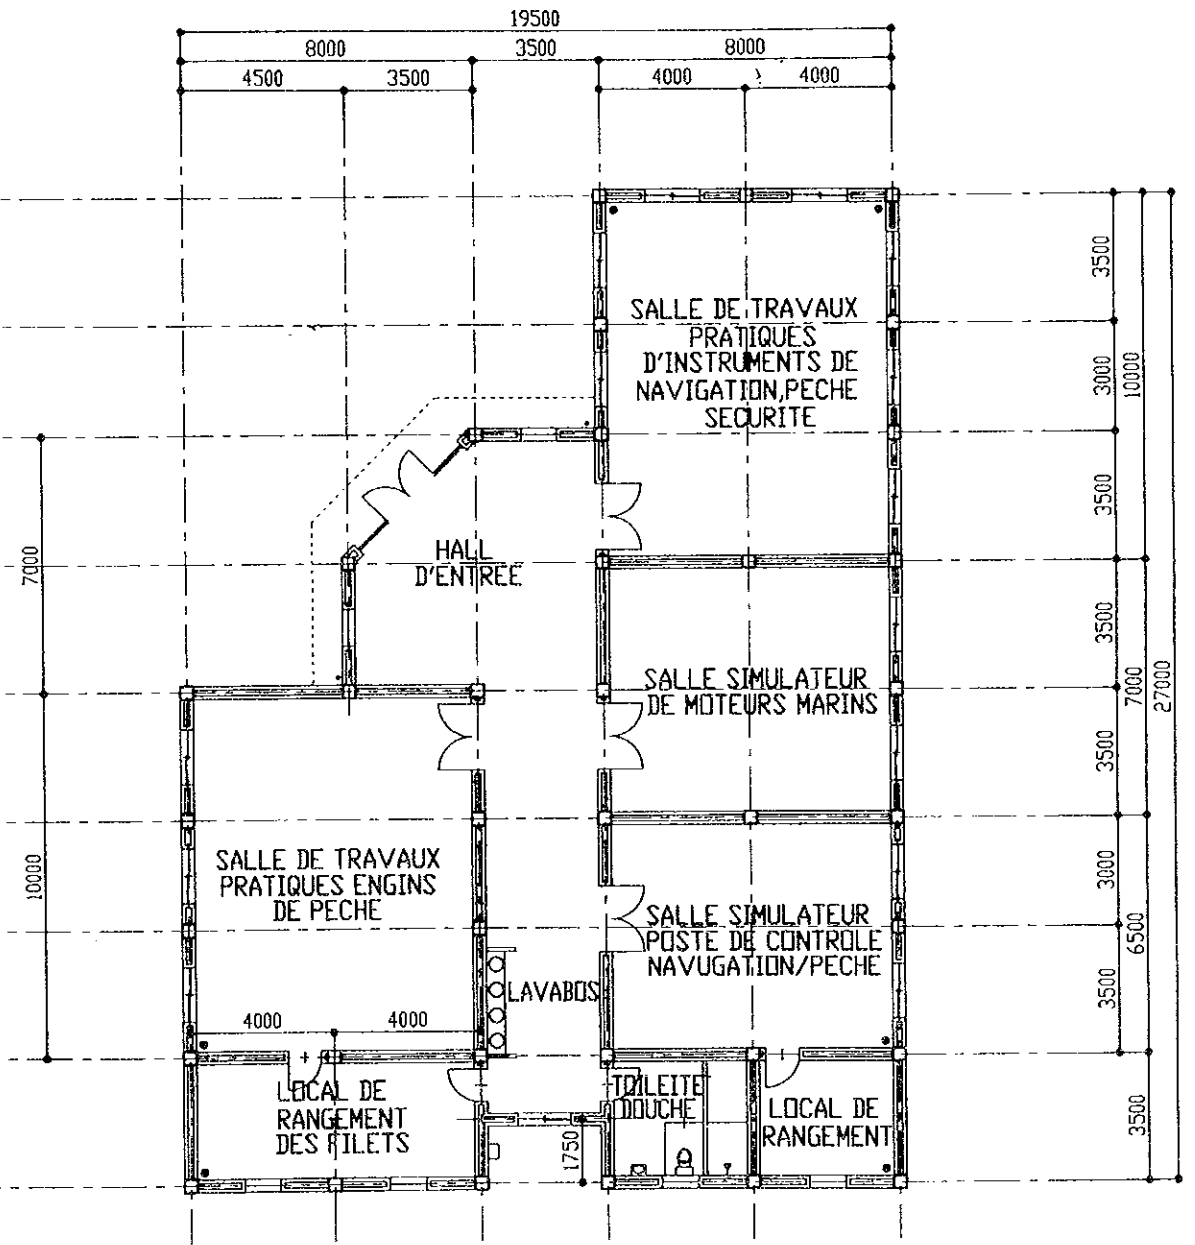 19500
8000
3500
8000
4500
3500
4000
4000
3500
3000
10000
3500
3500
7000
27000
3500
3000
6500
3500
3500
7000
10000
SALLE DE TRAVAUX
PRATIQUES
D'INSTRUMENTS DE
NAVIGATION,PECHE
SECURITE
HALL
D'ENTREE
SALLE SIMULATEUR
DE MOTEURS MARINS
SALLE DE TRAVAUX
PRATIQUES ENGINS
DE PECHE
SALLE SIMULATEUR
POSTE DE CONTROLE
NAVUGATION/PECHE
LAVABOS
4000
4000
LOCAL DE
RANGEMENT
DES FILETS
TOILEITE
DOUCHE
LOCAL DE
RANGEMENT
1750